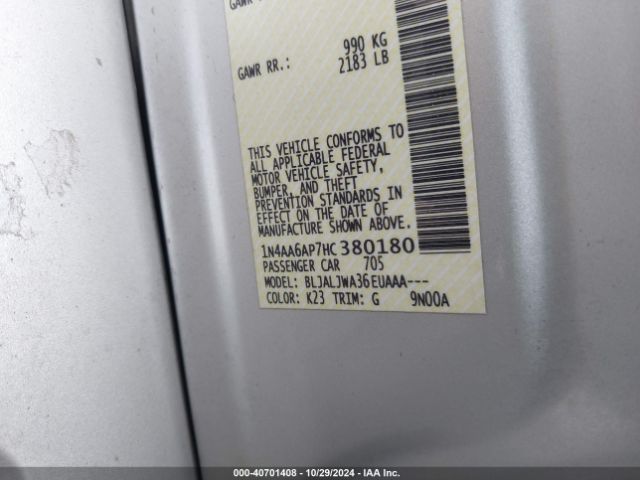 GAWR
990 KG
GAWR RR.: 2183 LB
THIS VEHICLE CONFORMS TO
ALL APPLICABLE FEDERAL
MOTOR VEHICLE SAFETY,
BUMPER, AND THEFT
PREVENTION STANDARDS IN
EFFECT ON THE DATE OF
MANUFACTURE SHOWN ABOVE.
1N4AA6AP7HC380180
PASSENGER CAR 705
MODEL: BLJALJWA36EUAAA---
COLOR: K23 TRIM: G 9N00A
000-40701408 | 10/29/2024 | IAA Inc.